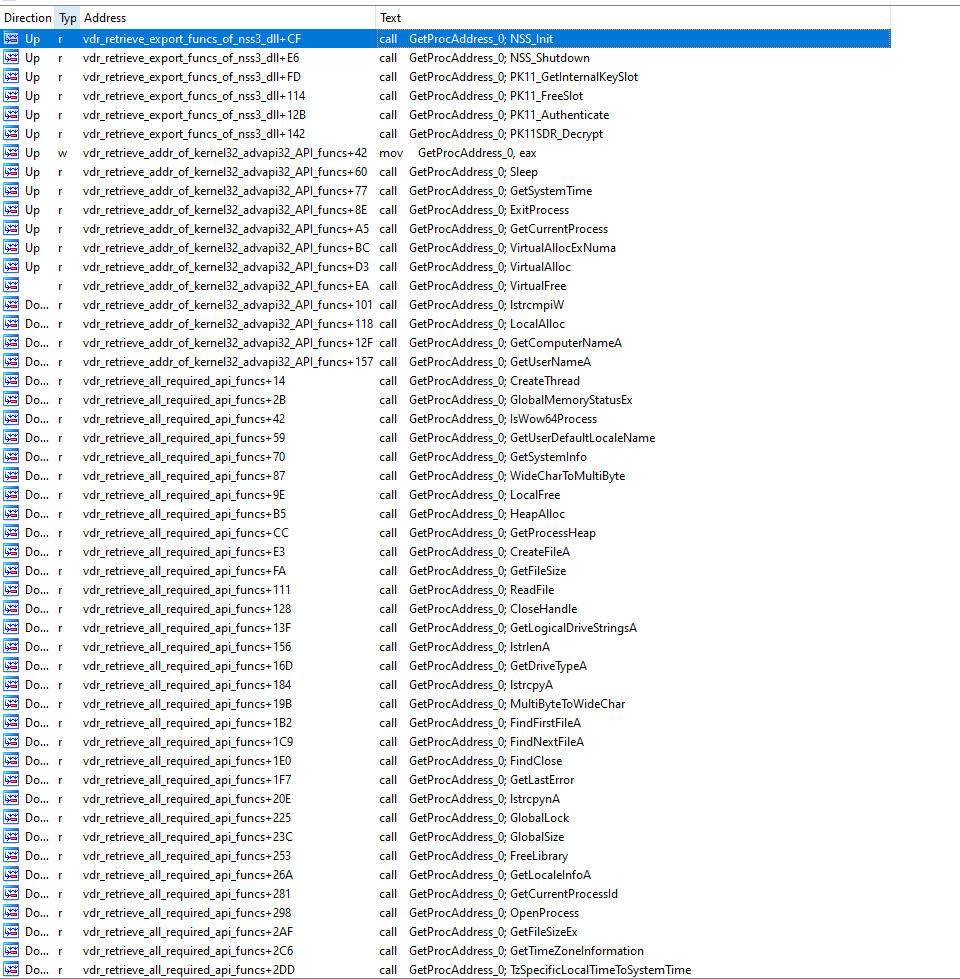 Direction Typ Address Text
Up r vdr_retrieve_export_funcs_of_nss3_dll+CF call GetProcAddress_0; NSS_Init
Up r vdr_retrieve_export_funcs_of_nss3_dll+E6 call GetProcAddress_0; NSS_Shutdown
Up r vdr_retrieve_export_funcs_of_nss3_dll+FD call GetProcAddress_0; PK11_GetInternalKeySlot
Up r vdr_retrieve_export_funcs_of_nss3_dll+114 call GetProcAddress_0; PK11_FreeSlot
Up r vdr_retrieve_export_funcs_of_nss3_dll+12B call GetProcAddress_0; PK11_Authenticate
Up r vdr_retrieve_export_funcs_of_nss3_dll+142 call GetProcAddress_0; PK11SDR_Decrypt
Up w vdr_retrieve_addr_of_kernel32_advapi32_API_funcs+42 mov GetProcAddress_0, eax
Up r vdr_retrieve_addr_of_kernel32_advapi32_API_funcs+60 call GetProcAddress_0; Sleep
Up r vdr_retrieve_addr_of_kernel32_advapi32_API_funcs+77 call GetProcAddress_0; GetSystemTime
Up r vdr_retrieve_addr_of_kernel32_advapi32_API_funcs+8E call GetProcAddress_0; ExitProcess
Up r vdr_retrieve_addr_of_kernel32_advapi32_API_funcs+A5 call GetProcAddress_0; GetCurrentProcess
Up r vdr_retrieve_addr_of_kernel32_advapi32_API_funcs+BC call GetProcAddress_0; VirtualAllocExNuma
Up r vdr_retrieve_addr_of_kernel32_advapi32_API_funcs+D3 call GetProcAddress_0; VirtualAlloc
r vdr_retrieve_addr_of_kernel32_advapi32_API_funcs+EA call GetProcAddress_0; VirtualFree
Do... r vdr_retrieve_addr_of_kernel32_advapi32_API_funcs+101 call GetProcAddress_0; lstrcmpiW
Do... r vdr_retrieve_addr_of_kernel32_advapi32_API_funcs+118 call GetProcAddress_0; LocalAlloc
Do... r vdr_retrieve_addr_of_kernel32_advapi32_API_funcs+12F call GetProcAddress_0; GetComputerNameA
Do... r vdr_retrieve_addr_of_kernel32_advapi32_API_funcs+157 call GetProcAddress_0; GetUserNameA
Do... r vdr_retrieve_all_required_api_funcs+14 call GetProcAddress_0; CreateThread
Do... r vdr_retrieve_all_required_api_funcs+2B call GetProcAddress_0; GlobalMemoryStatusEx
Do... r vdr_retrieve_all_required_api_funcs+42 call GetProcAddress_0; IsWow64Process
Do... r vdr_retrieve_all_required_api_funcs+59 call GetProcAddress_0; GetUserDefaultLocaleName
Do... r vdr_retrieve_all_required_api_funcs+70 call GetProcAddress_0; GetSystemInfo
Do... r vdr_retrieve_all_required_api_funcs+87 call GetProcAddress_0; WideCharToMultiByte
Do... r vdr_retrieve_all_required_api_funcs+9E call GetProcAddress_0; LocalFree
Do... r vdr_retrieve_all_required_api_funcs+B5 call GetProcAddress_0; HeapAlloc
Do... r vdr_retrieve_all_required_api_funcs+CC call GetProcAddress_0; GetProcessHeap
Do... r vdr_retrieve_all_required_api_funcs+E3 call GetProcAddress_0; CreateFileA
Do... r vdr_retrieve_all_required_api_funcs+FA call GetProcAddress_0; GetFileSize
Do... r vdr_retrieve_all_required_api_funcs+111 call GetProcAddress_0; ReadFile
Do... r vdr_retrieve_all_required_api_funcs+128 call GetProcAddress_0; CloseHandle
Do... r vdr_retrieve_all_required_api_funcs+13F call GetProcAddress_0; GetLogicalDriveStringsA
Do... r vdr_retrieve_all_required_api_funcs+156 call GetProcAddress_0; lstrlenA
Do... r vdr_retrieve_all_required_api_funcs+16D call GetProcAddress_0; GetDriveTypeA
Do... r vdr_retrieve_all_required_api_funcs+184 call GetProcAddress_0; lstrcpyA
Do... r vdr_retrieve_all_required_api_funcs+19B call GetProcAddress_0; MultiByteToWideChar
Do... r vdr_retrieve_all_required_api_funcs+1B2 call GetProcAddress_0; FindFirstFileA
Do... r vdr_retrieve_all_required_api_funcs+1C9 call GetProcAddress_0; FindNextFileA
Do... r vdr_retrieve_all_required_api_funcs+1E0 call GetProcAddress_0; FindClose
Do... r vdr_retrieve_all_required_api_funcs+1F7 call GetProcAddress_0; GetLastError
Do... r vdr_retrieve_all_required_api_funcs+20E call GetProcAddress_0; lstrcpynA
Do... r vdr_retrieve_all_required_api_funcs+225 call GetProcAddress_0; GlobalLock
Do... r vdr_retrieve_all_required_api_funcs+23C call GetProcAddress_0; GlobalSize
Do... r vdr_retrieve_all_required_api_funcs+253 call GetProcAddress_0; FreeLibrary
Do... r vdr_retrieve_all_required_api_funcs+26A call GetProcAddress_0; GetLocaleInfoA
Do... r vdr_retrieve_all_required_api_funcs+281 call GetProcAddress_0; GetCurrentProcessId
Do... r vdr_retrieve_all_required_api_funcs+298 call GetProcAddress_0; OpenProcess
Do... r vdr_retrieve_all_required_api_funcs+2AF call GetProcAddress_0; GetFileSizeEx
Do... r vdr_retrieve_all_required_api_funcs+2C6 call GetProcAddress_0; GetTimeZoneInformation
Do... r vdr_retrieve_all_required_api_funcs+2DD call GetProcAddress_0; TzSpecificLocalTimeToSystemTime